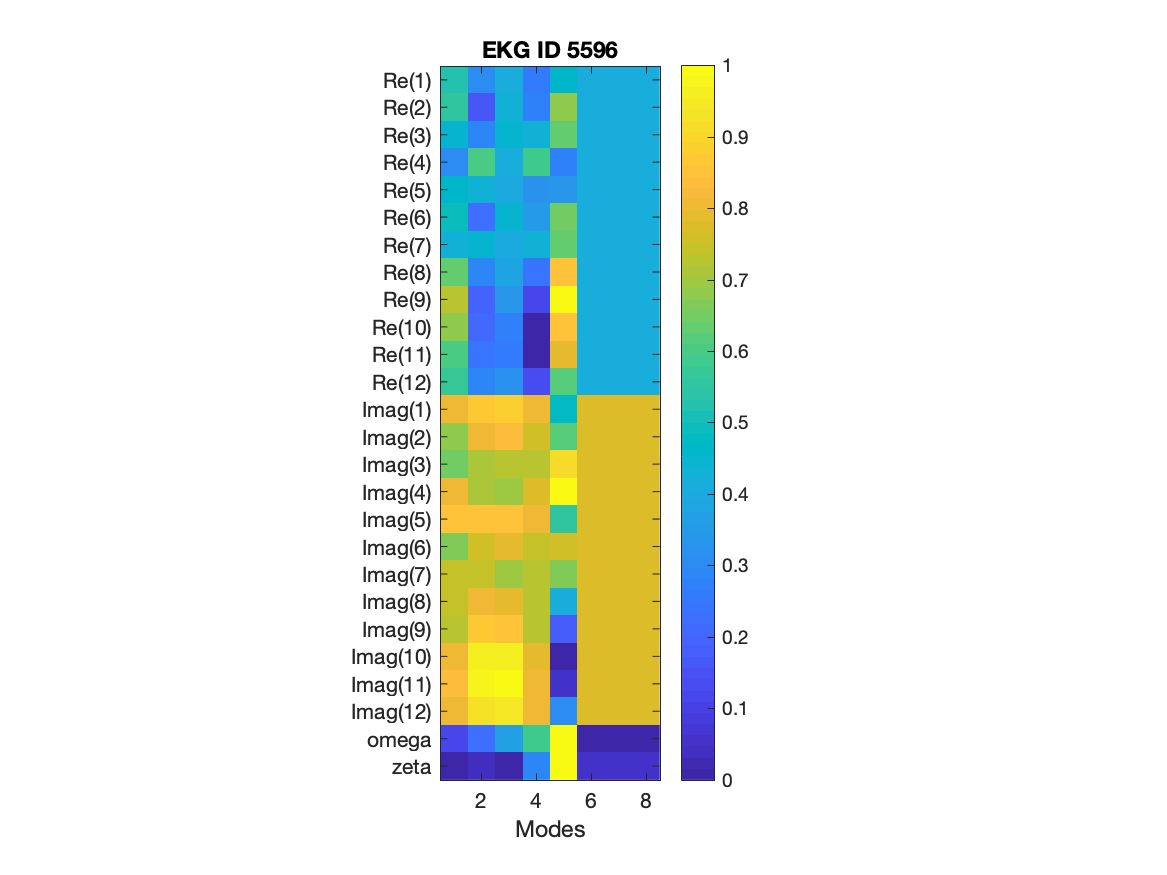 EKG ID 5596
Re(1)
Re(2)
Re(3)
Re(4)
Re(5)
Re(6)
Re(7)
Re(8)
Re(9)
Re(10)
Re(11)
Re(12)
Imag(1)
Imag(2)
Imag(3)
Imag(4)
Imag(5)
Imag(6)
Imag(7)
Imag(8)
Imag(9)
Imag(10)
Imag(11)
Imag(12)
omega
zeta
2 4 6 8
Modes
1
0.9
0.8
0.7
0.6
0.5
0.4
0.3
0.2
0.1
0